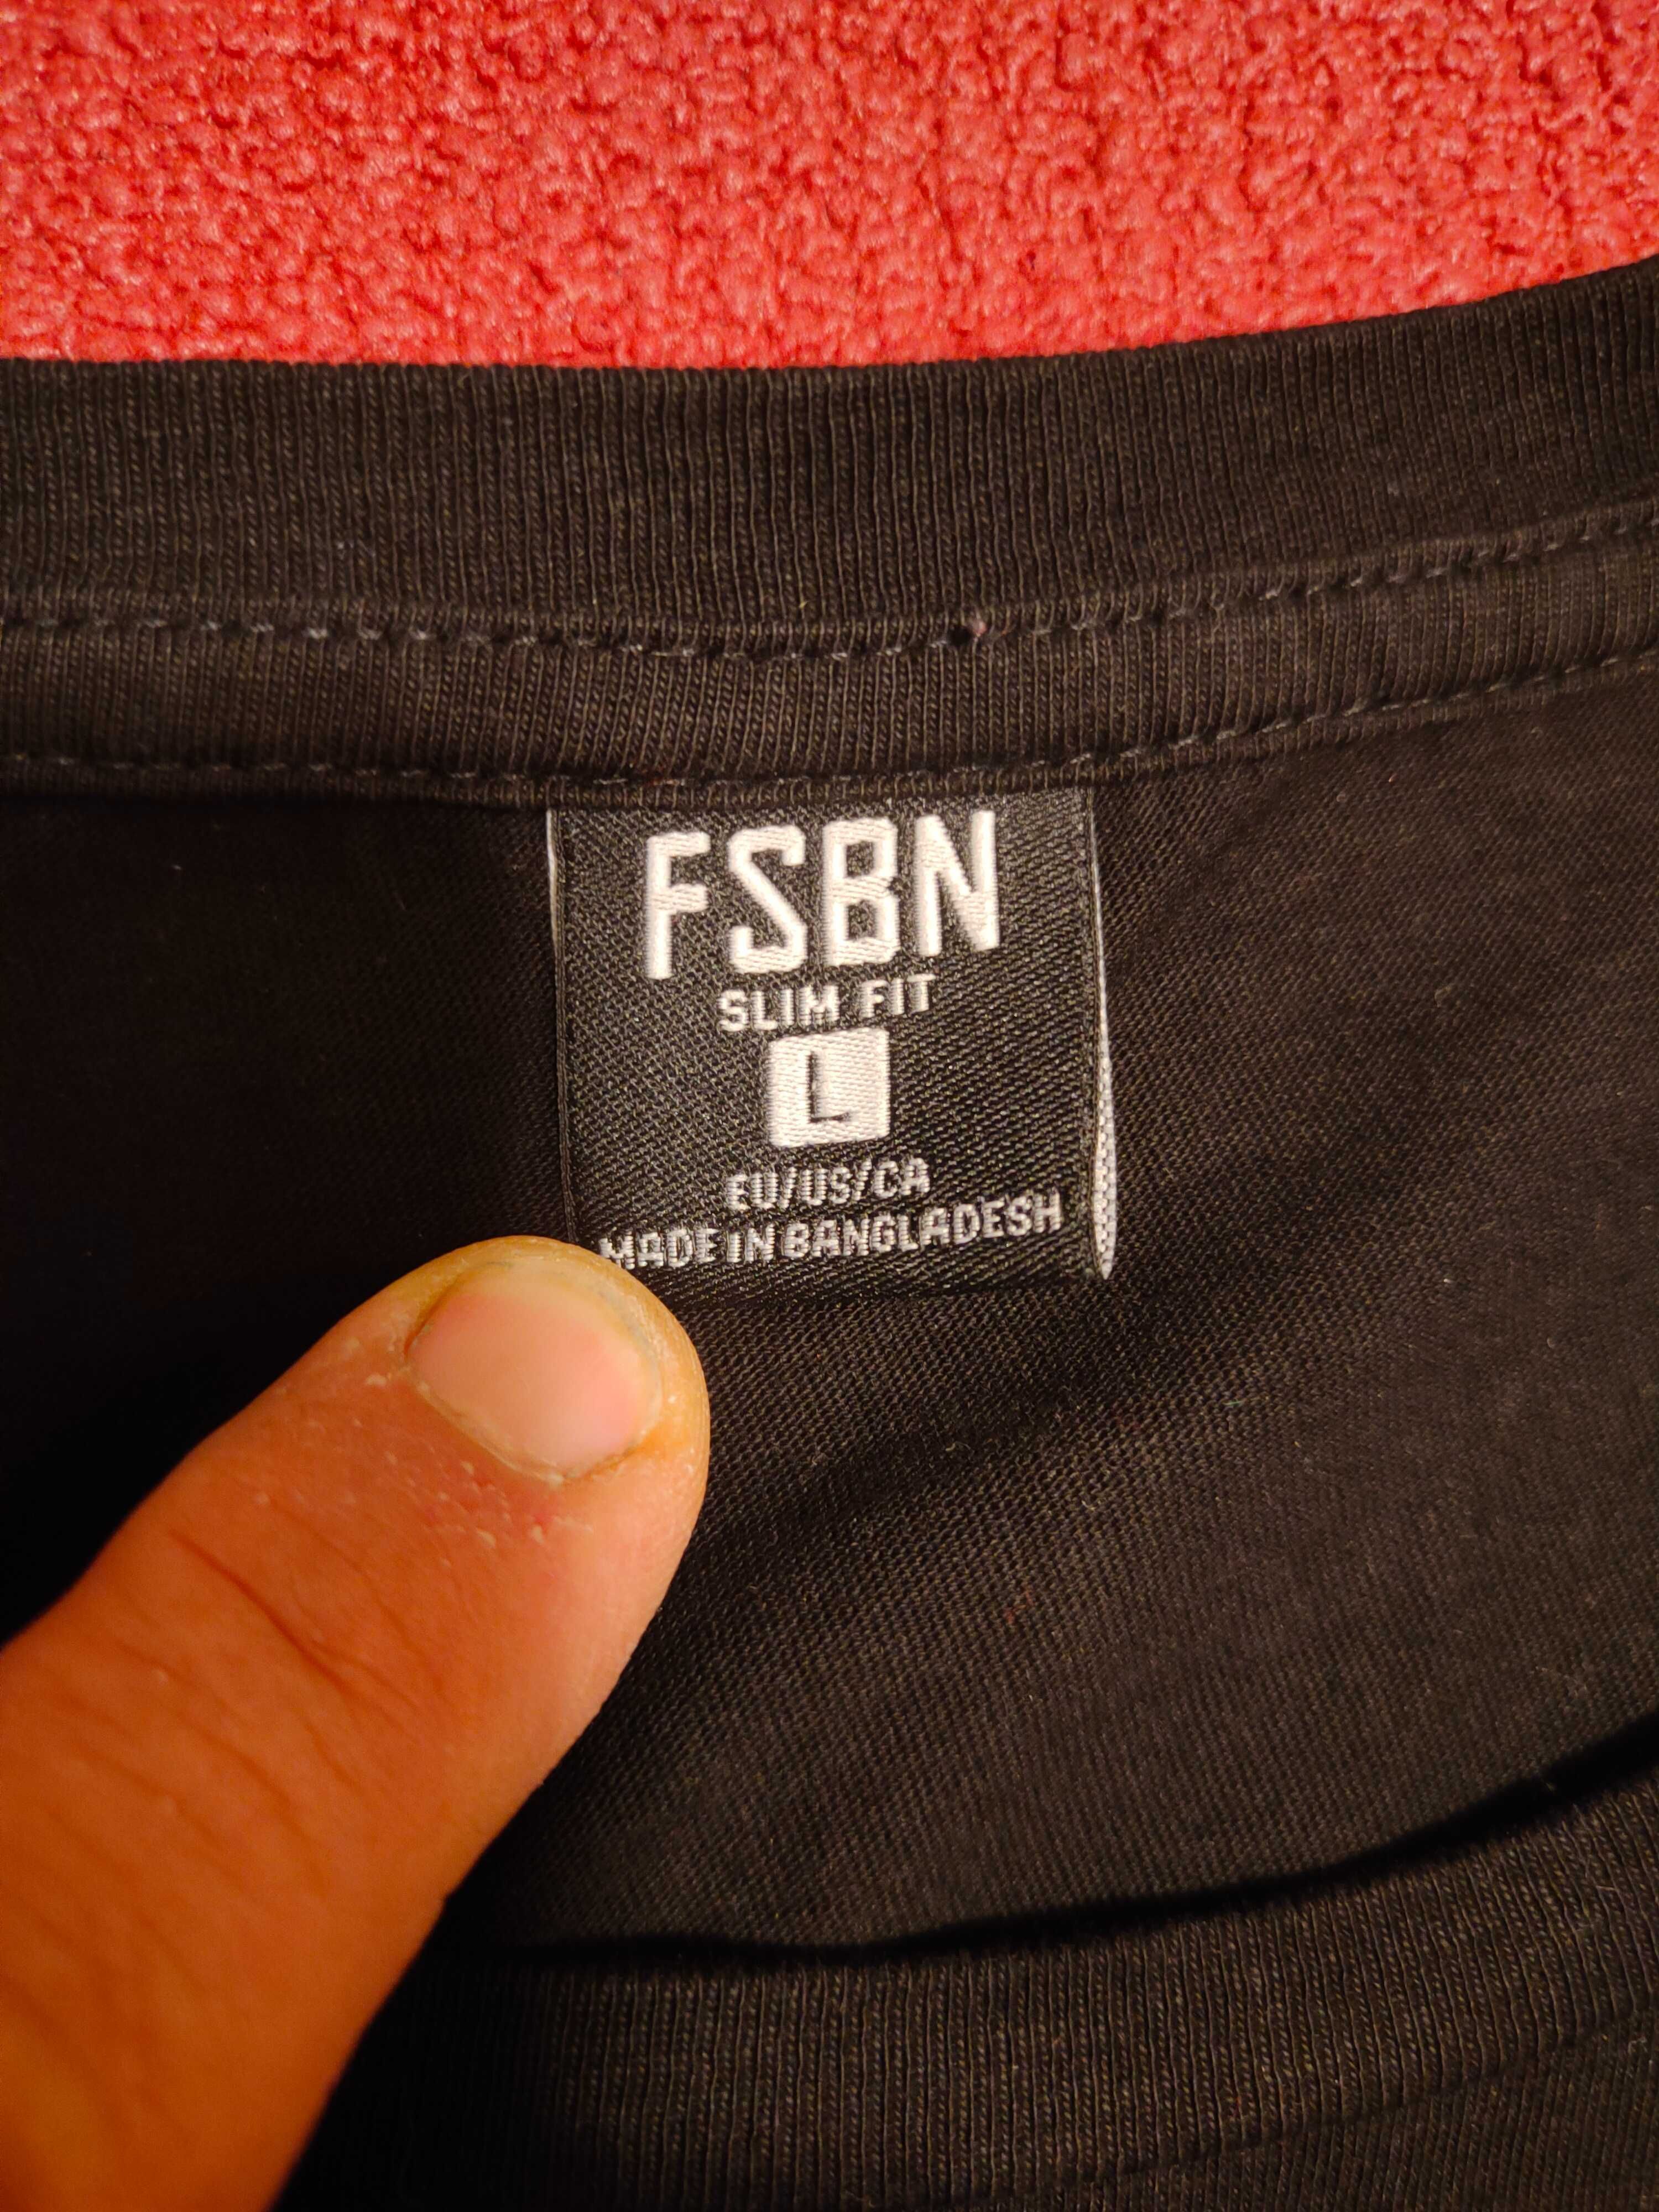 FSBN
SLIM FIT
L
EU/US/CA
MADE IN BANGLADESH